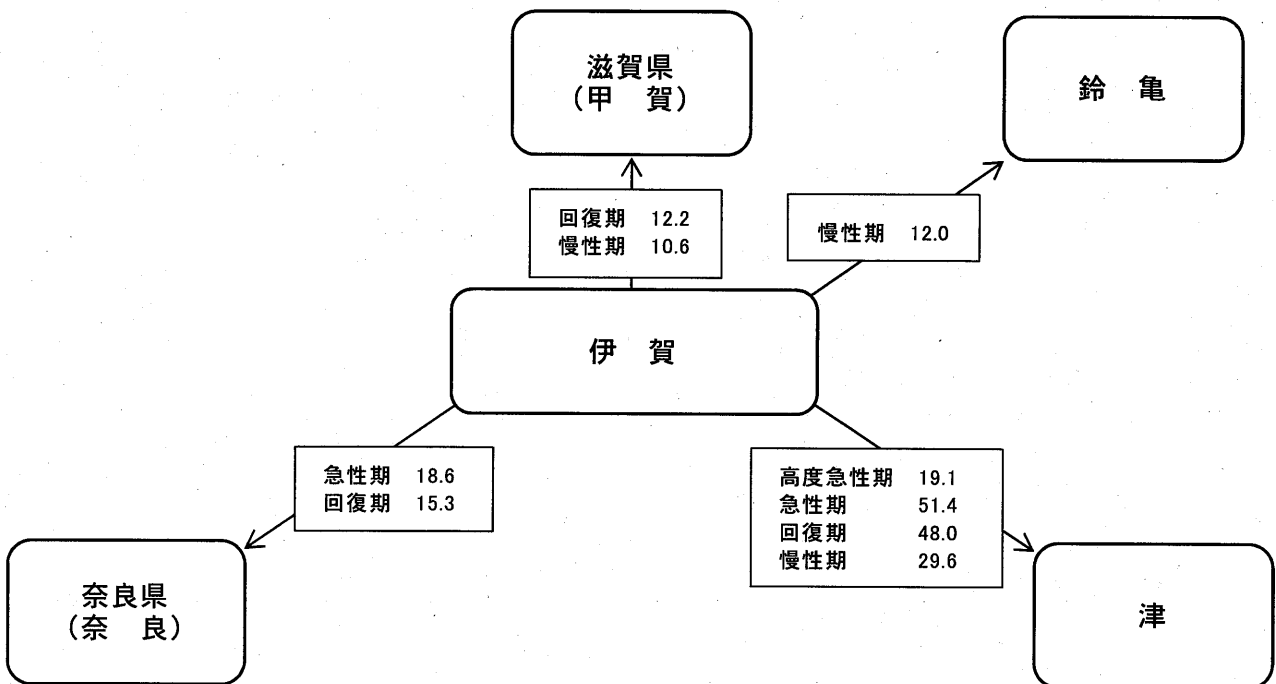 滋賀県
（甲　賀）
鈴　亀
回復期　12.2
慢性期　10.6
慢性期　12.0
伊　賀
急性期　18.6
回復期　15.3
高度急性期　19.1
急性期　51.4
回復期　48.0
慢性期　29.6
奈良県
（奈　良）
津